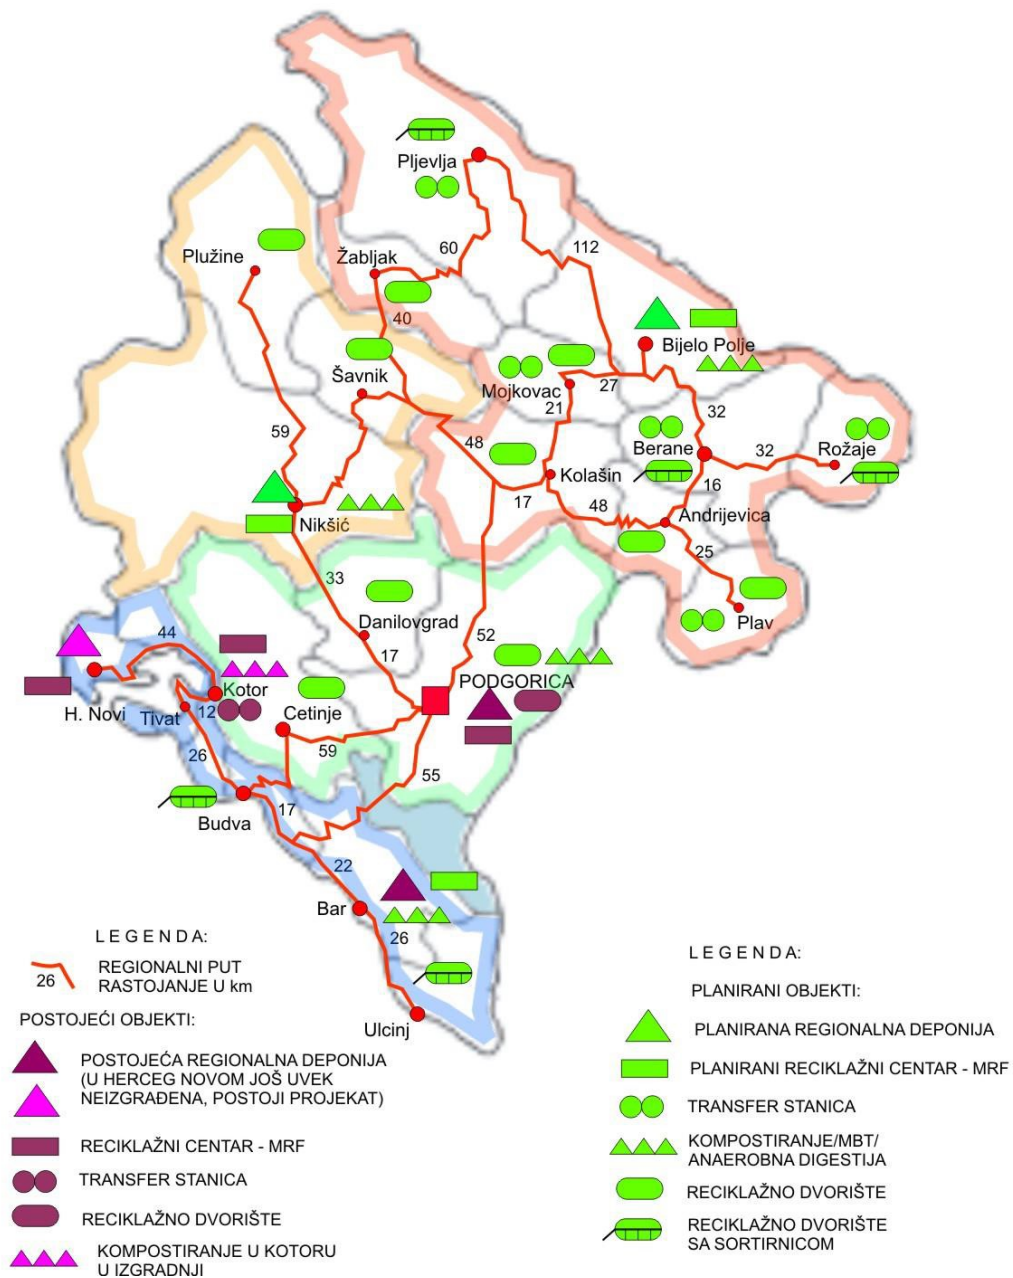 Pljevlja
60
112
Plužine
Žabljak
40
Bijelo Polje
Šavnik
Mojkovac
27
21
32
59
48
Berane
Rožaje
32
Kolašin
17
16
48
Nikšić
Andrijevica
25
33
Danilovgrad
Plav
17
52
44
PODGORICA
Kotor
H. Novi
Tivat
12
Cetinje
59
26
55
17
Budva
22
Bar
26
Ulcinj
LEGENDA:
26
REGIONALNI PUT
RASTOJANJE U km
POSTOJEĆI OBJEKTI:
POSTOJEĆA REGIONALNA DEPONIJA
(U HERCEG NOVOM JOŠ UVEK
NEIZGRAĐENA, POSTOJI PROJEKAT)
RECIKLAŽNI CENTAR - MRF
TRANSFER STANICA
RECIKLAŽNO DVORIŠTE
KOMPOSTIRANJE U KOTORU
U IZGRADNJI
LEGENDA:
PLANIRANI OBJEKTI:
PLANIRANA REGIONALNA DEPONIJA
PLANIRANI RECIKLAŽNI CENTAR - MRF
TRANSFER STANICA
KOMPOSTIRANJE/MBT/
ANAEROBNA DIGESTIJA
RECIKLAŽNO DVORIŠTE
RECIKLAŽNO DVORIŠTE
SA SORTIRNICOM